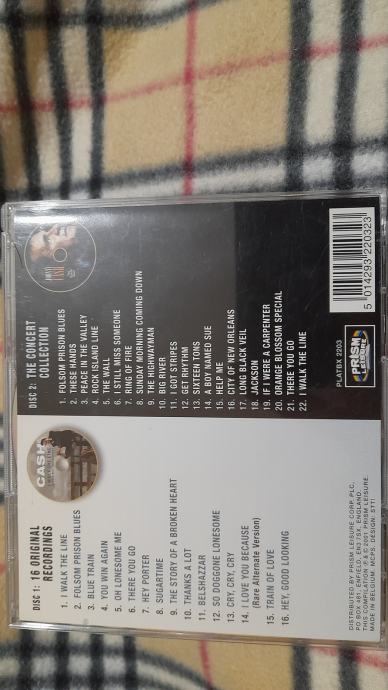 DISC 1: 16 ORIGINAL
RECORDINGS
CASH
1. I WALK THE LINE
2. FOLSOM PRISON BLUES
3. BLUE TRAIN
4. YOU WIN AGAIN
5. OH LONESOME ME
6. THERE YOU GO
7. HEY PORTER
8. SUGARTIME
9. THE STORY OF A BROKEN HEART
10. THANKS A LOT
11. BELSHAZZAR
12. SO DOGGONE LONESOME
13. CRY, CRY, CRY
14. I LOVE YOU BECAUSE
(Rare Alternate Version)
15. TRAIN OF LOVE
16. HEY, GOOD LOOKING
DISTRIBUTED BY PRISM LEISURE CORP. PLC,
PO BOX 481, ENFIELD, EN3 7SX, ENGLAND.
THIS COMPILATION ℗ & © 2001 PRISM LEISURE.
MADE IN BELGIUM. MCPS. DESIGN: STTI
DISC 2: THE CONCERT
COLLECTION
CASH
1. FOLSOM PRISON BLUES
2. THESE HANDS
3. PEACE IN THE VALLEY
4. ROCK ISLAND LINE
5. THE WALL
6. I STILL MISS SOMEONE
7. RING OF FIRE
8. SUNDAY MORNING COMING DOWN
9. THE HIGHWAYMAN
10. BIG RIVER
11. I GOT STRIPES
12. GET RHYTHM
13. SIXTEEN TONS
14. A BOY NAMED SUE
15. HELP ME
16. CITY OF NEW ORLEANS
17. LONG BLACK VEIL
18. JACKSON
19. IF I WERE A CARPENTER
20. ORANGE BLOSSOM SPECIAL
21. THERE YOU GO
22. I WALK THE LINE
PLATBX 2203
PRISM
LEISURE
5 014293 220323